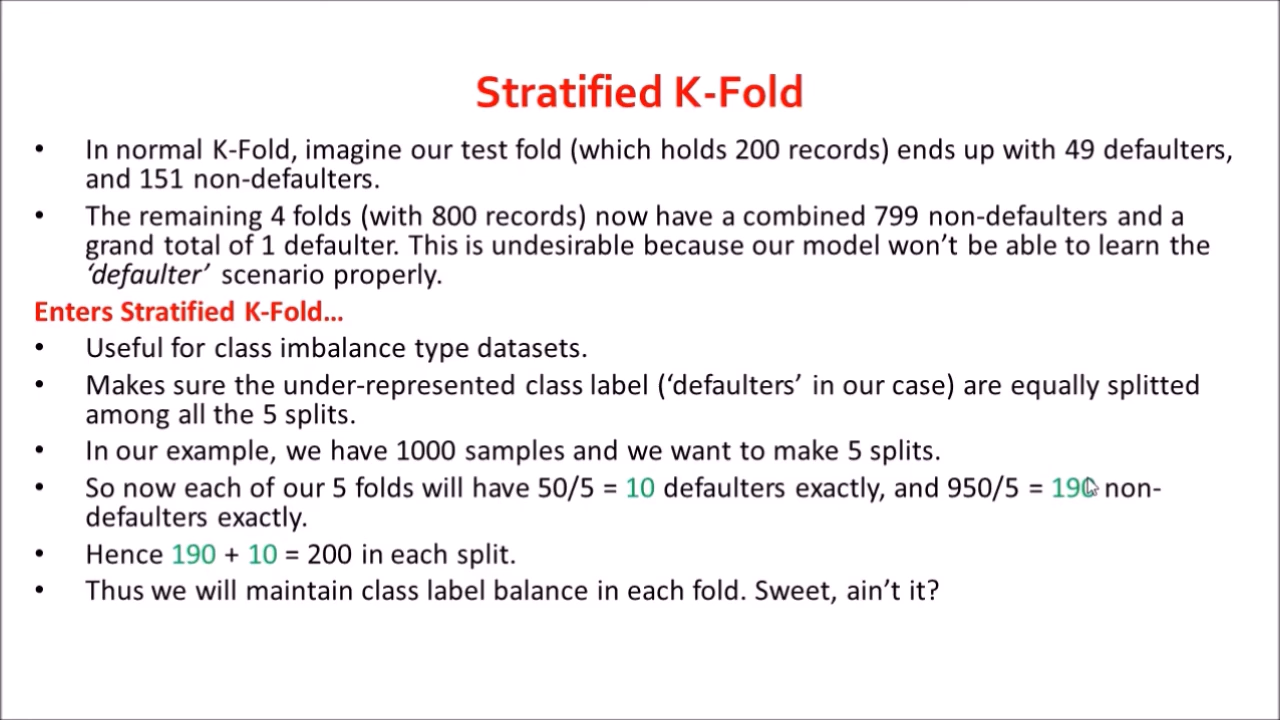 Stratified K-Fold
• In normal K-Fold, imagine our test fold (which holds 200 records) ends up with 49 defaulters,
and 151 non-defaulters.
• The remaining 4 folds (with 800 records) now have a combined 799 non-defaulters and a
grand total of 1 defaulter. This is undesirable because our model won’t be able to learn the
‘defaulter’ scenario properly.
Enters Stratified K-Fold…
• Useful for class imbalance type datasets.
• Makes sure the under-represented class label (‘defaulters’ in our case) are equally splitted
among all the 5 splits.
• In our example, we have 1000 samples and we want to make 5 splits.
• So now each of our 5 folds will have 50/5 = 10 defaulters exactly, and 950/5 = 190 non-
defaulters exactly.
• Hence 190 + 10 = 200 in each split.
• Thus we will maintain class label balance in each fold. Sweet, ain’t it?